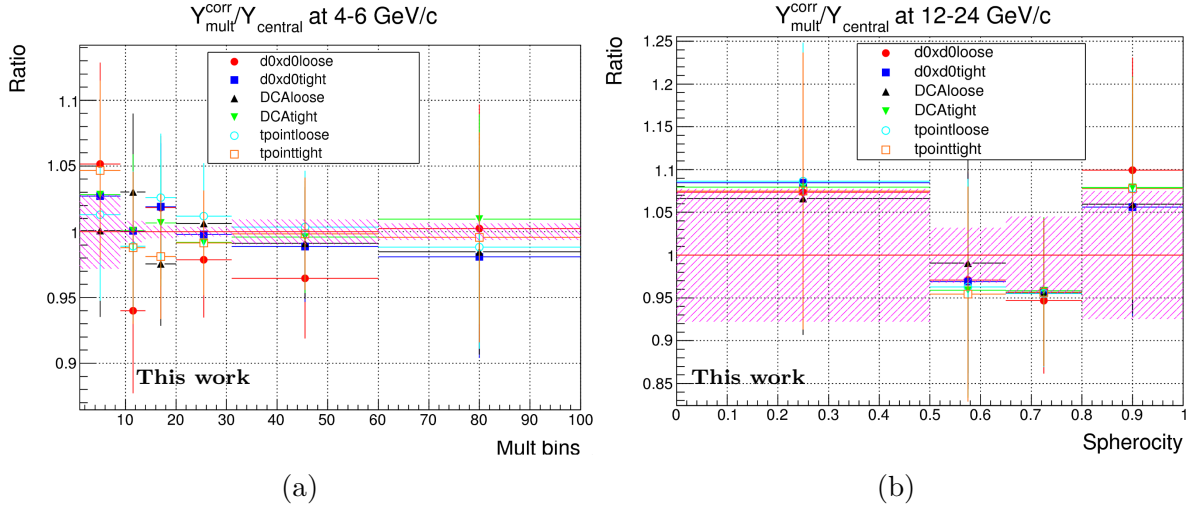 Y_mult^corr/Y_central at 4-6 GeV/c
Ratio
d0xd0loose
d0xd0tight
DCAloose
DCAtight
tpointloose
tpointtight
1.1
1.05
1
0.95
0.9
This work
10 20 30 40 50 60 70 80 90 100
Mult bins
(a)
Y_mult^corr/Y_central at 12-24 GeV/c
Ratio
d0xd0loose
d0xd0tight
DCAloose
DCAtight
tpointloose
tpointtight
1.25
1.2
1.15
1.1
1.05
1
0.95
0.9
0.85
This work
0 0.1 0.2 0.3 0.4 0.5 0.6 0.7 0.8 0.9 1
Spherocity
(b)